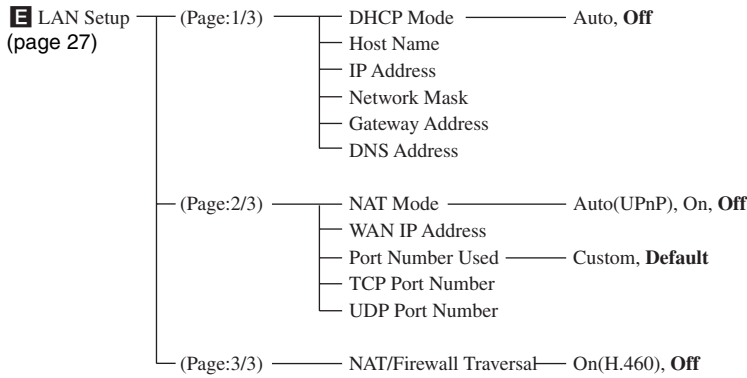 E LAN Setup (Page:1/3) DHCP Mode Auto, Off
(page 27) Host Name
IP Address
Network Mask
Gateway Address
DNS Address
(Page:2/3) NAT Mode Auto(UPnP), On, Off
WAN IP Address
Port Number Used Custom, Default
TCP Port Number
UDP Port Number
(Page:3/3) NAT/Firewall Traversal On(H.460), Off